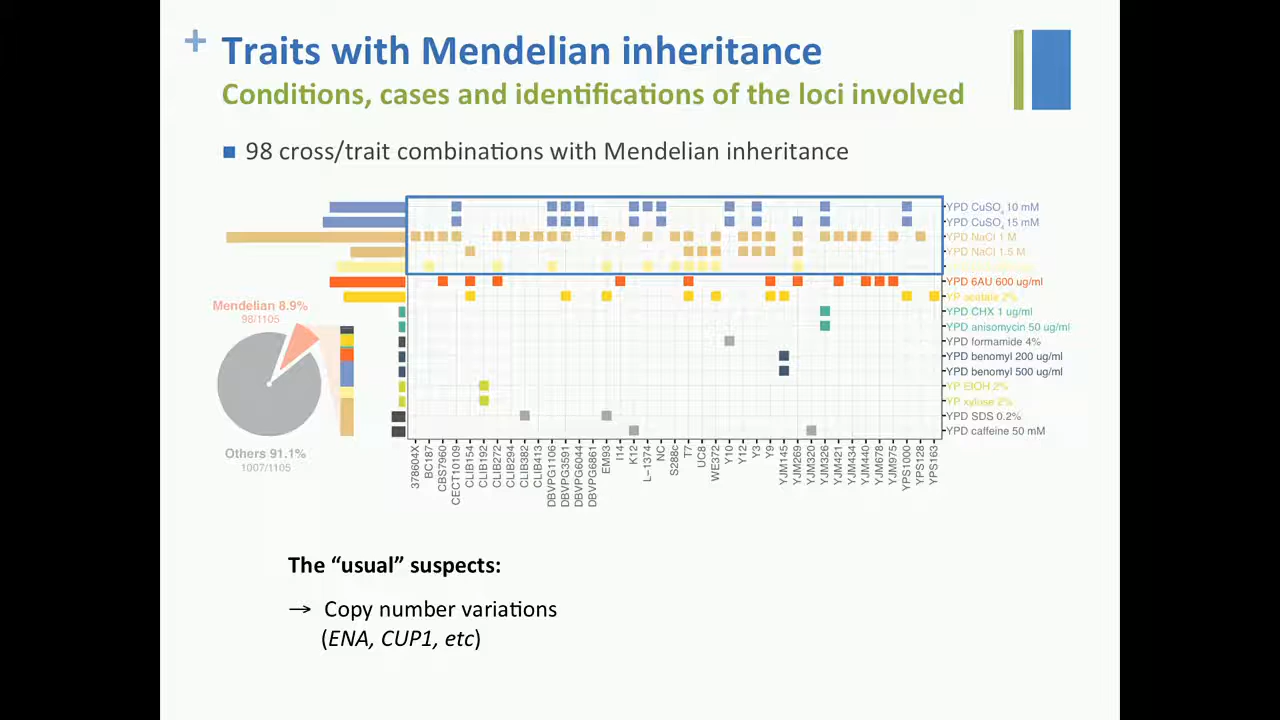 + Traits with Mendelian inheritance
Conditions, cases and identifications of the loci involved
98 cross/trait combinations with Mendelian inheritance
YPD CuSO4 10 mM
YPD CuSO4 15 mM
YPD NaCl 1 M
YPD NaCl 1.5 M
YPD 6AU 600 ug/ml
YP acetate 2%
YPD CHX 1 ug/ml
YPD anisomycin 50 ug/ml
YPD formamide 4%
YPD benomyl 200 ug/ml
YPD benomyl 500 ug/ml
YP EtOH 2%
YP xylose 2%
YPD SDS 0.2%
YPD caffeine 50 mM
Mendelian 8.9%
98/1105
Others 91.1%
1007/1105
378604X
BC187
CBS7960
CECT10109
CLIB154
CLIB192
CLIB272
CLIB294
CLIB382
CLIB413
DBVPG1106
DBVPG3591
DBVPG6044
DBVPG6861
EM93
I14
K12
L-1374
NC
S288c
T7
UC8
WE372
Y10
Y12
Y3
Y9
YJM145
YJM269
YJM320
YJM326
YJM421
YJM434
YJM440
YJM678
YJM975
YPS1000
YPS128
YPS163
The “usual” suspects:
→ Copy number variations
(ENA, CUP1, etc)